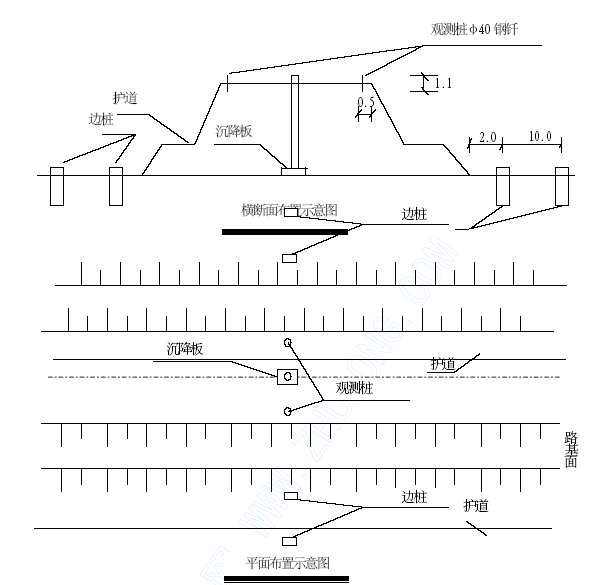 观测桩φ40钢钎
1.1
护道
0.5
边桩
沉降板
2.0
10.0
横断面布置示意图
边桩
沉降板
护道
观测桩
路基面
边桩
护道
平面布置示意图